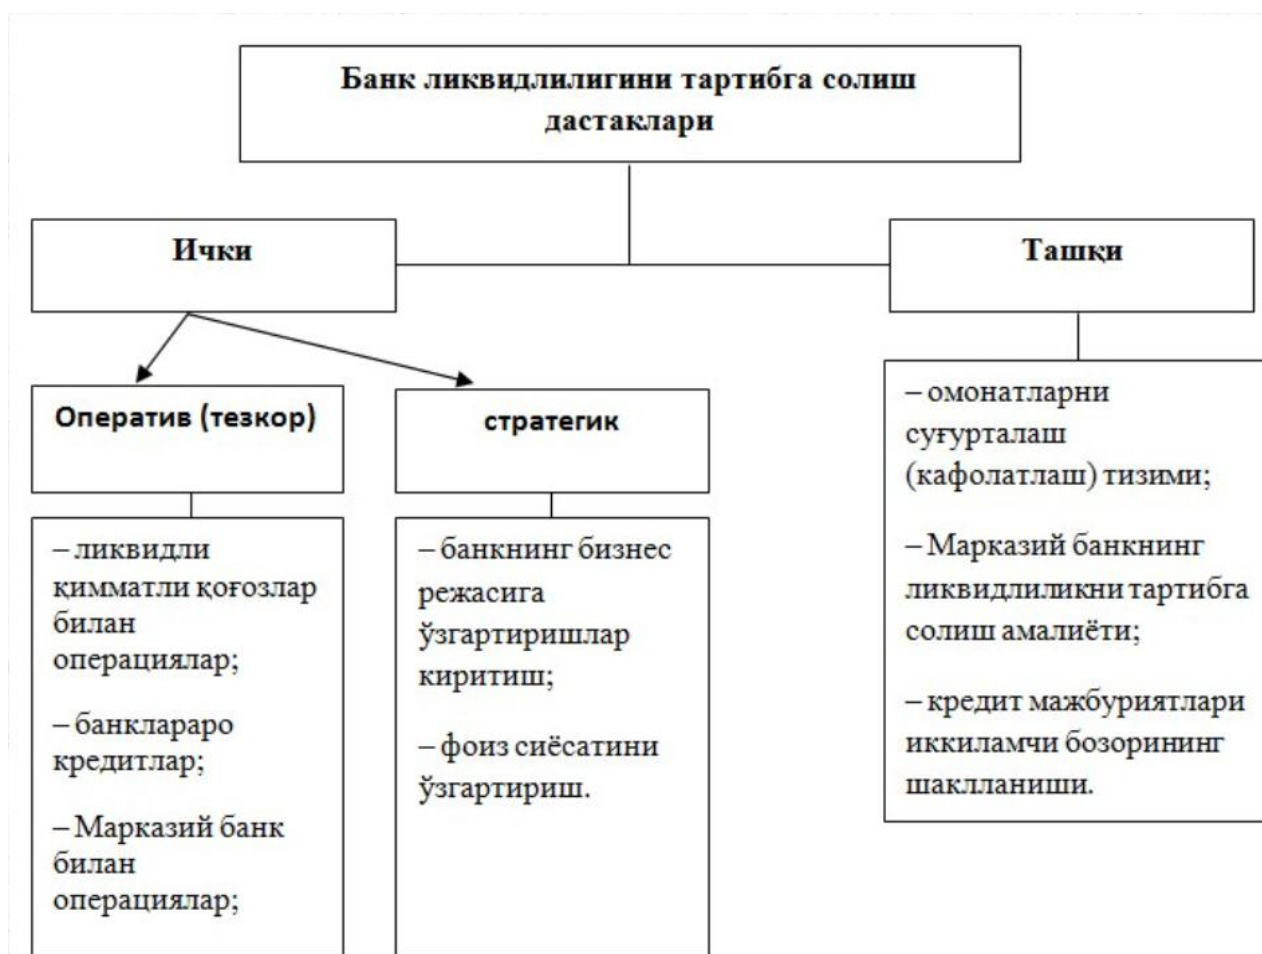 Банк ликвидлилигини тартибга солиш
дастаклари
Ички
Ташқи
Оператив (тезкор)
стратегик
– ликвидли
қимматли қоғозлар
билан
операциялар;
– банклараро
кредитлар;
– Марказий банк
билан
операциялар;
– банкнинг бизнес
режасига
ўзгартиришлар
киритиш;
– фоиз сиёсатини
ўзгартириш.
– омонатларни
суғурталаш
(кафолатлаш) тизими;
– Марказий банкнинг
ликвидлиликни тартибга
солиш амалиёти;
– кредит мажбуриятлари
иккиламчи бозорининг
шаклланиши.